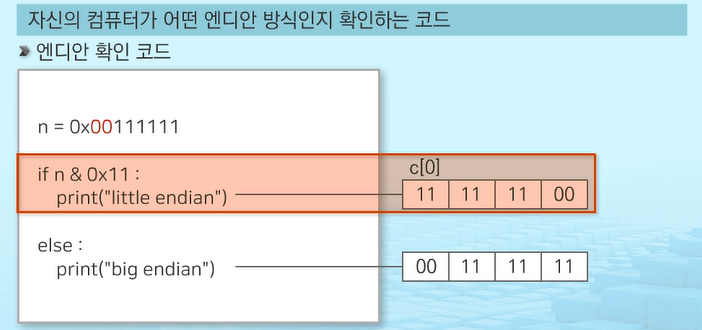 자신의 컴퓨터가 어떤 엔디안 방식인지 확인하는 코드
엔디안 확인 코드
n = 0x00111111
if n & 0x11 :
print("little endian")
c[0]
11 11 11 00
else :
print("big endian")
00 11 11 11